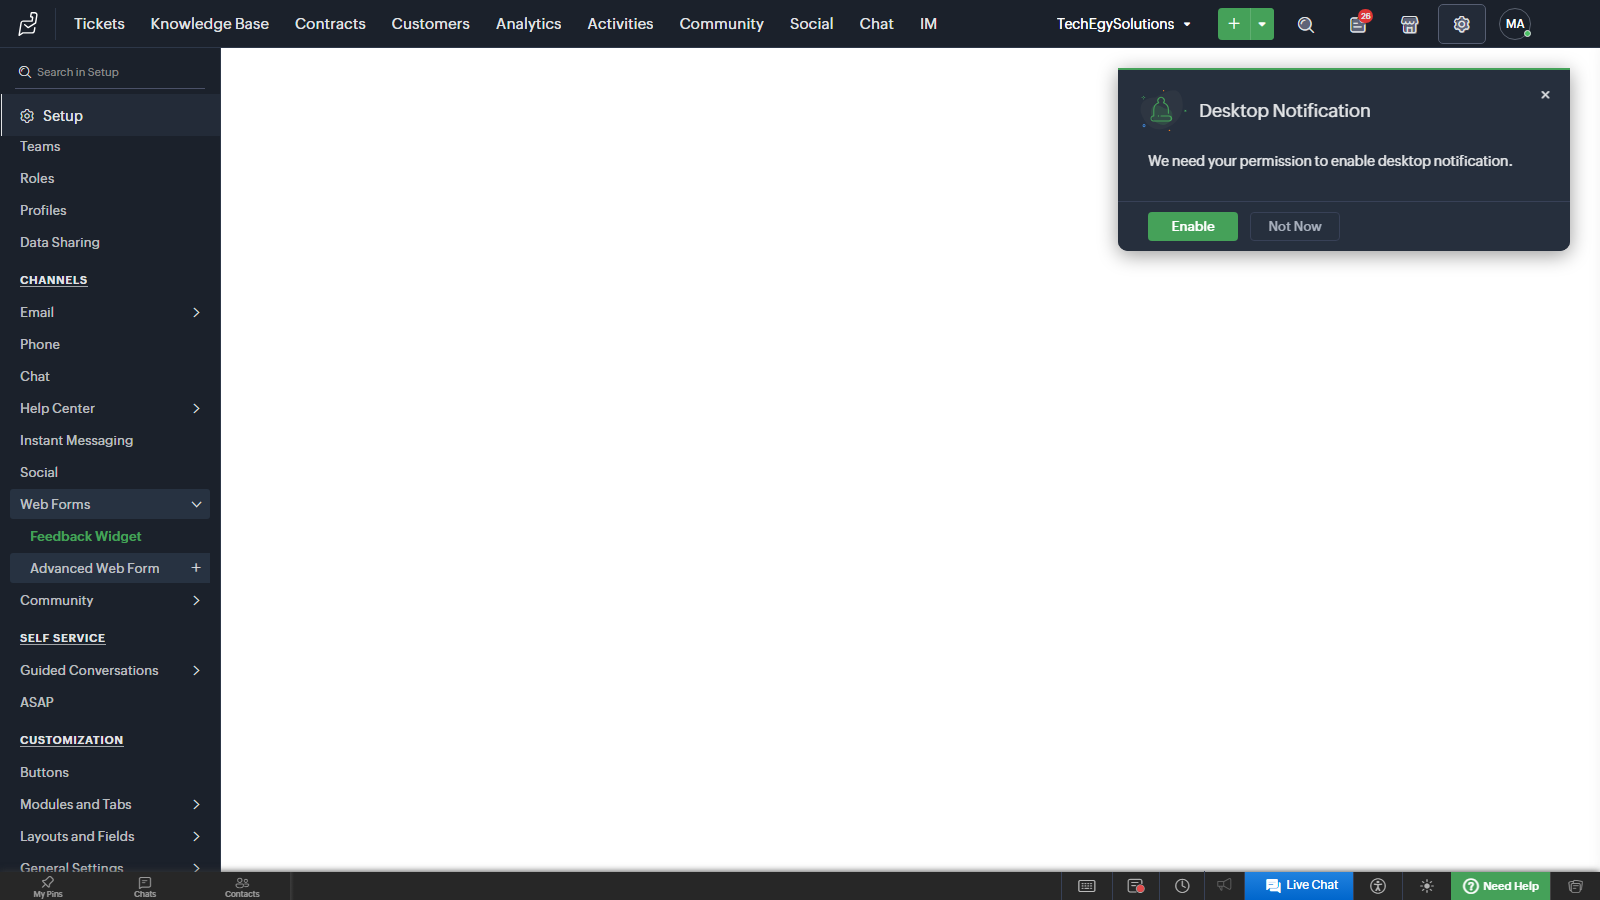 Tickets Knowledge Base Contracts Customers Analytics Activities Community Social Chat IM TechEgySolutions 26 MA
Search in Setup
Setup
Teams
Roles
Profiles
Data Sharing
CHANNELS
Email
Phone
Chat
Help Center
Instant Messaging
Social
Web Forms
Feedback Widget
Advanced Web Form
Community
SELF SERVICE
Guided Conversations
ASAP
CUSTOMIZATION
Buttons
Modules and Tabs
Layouts and Fields
General Settings
Desktop Notification
We need your permission to enable desktop notification.
Enable Not Now
My Pins Chats Contacts Live Chat Need Help